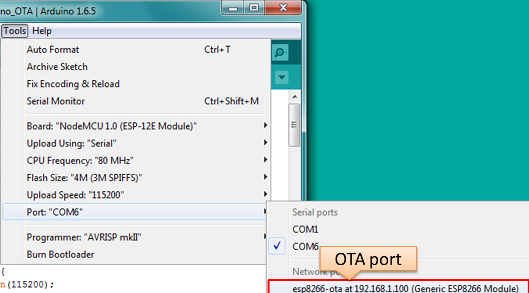 no_OTA | Arduino 1.6.5
Tools Help
Auto Format Ctrl+T
Archive Sketch
Fix Encoding & Reload
Serial Monitor Ctrl+Shift+M
Board: "NodeMCU 1.0 (ESP-12E Module)"
Upload Using: "Serial"
CPU Frequency: "80 MHz"
Flash Size: "4M (3M SPIFFS)"
Upload Speed: "115200"
Port: "COM6"
Programmer: "AVRISP mkII"
Burn Bootloader
Serial ports
COM1
COM6
OTA port
Network po
esp8266-ota at 192.168.1.100 (Generic ESP8266 Module)
{
n(115200);